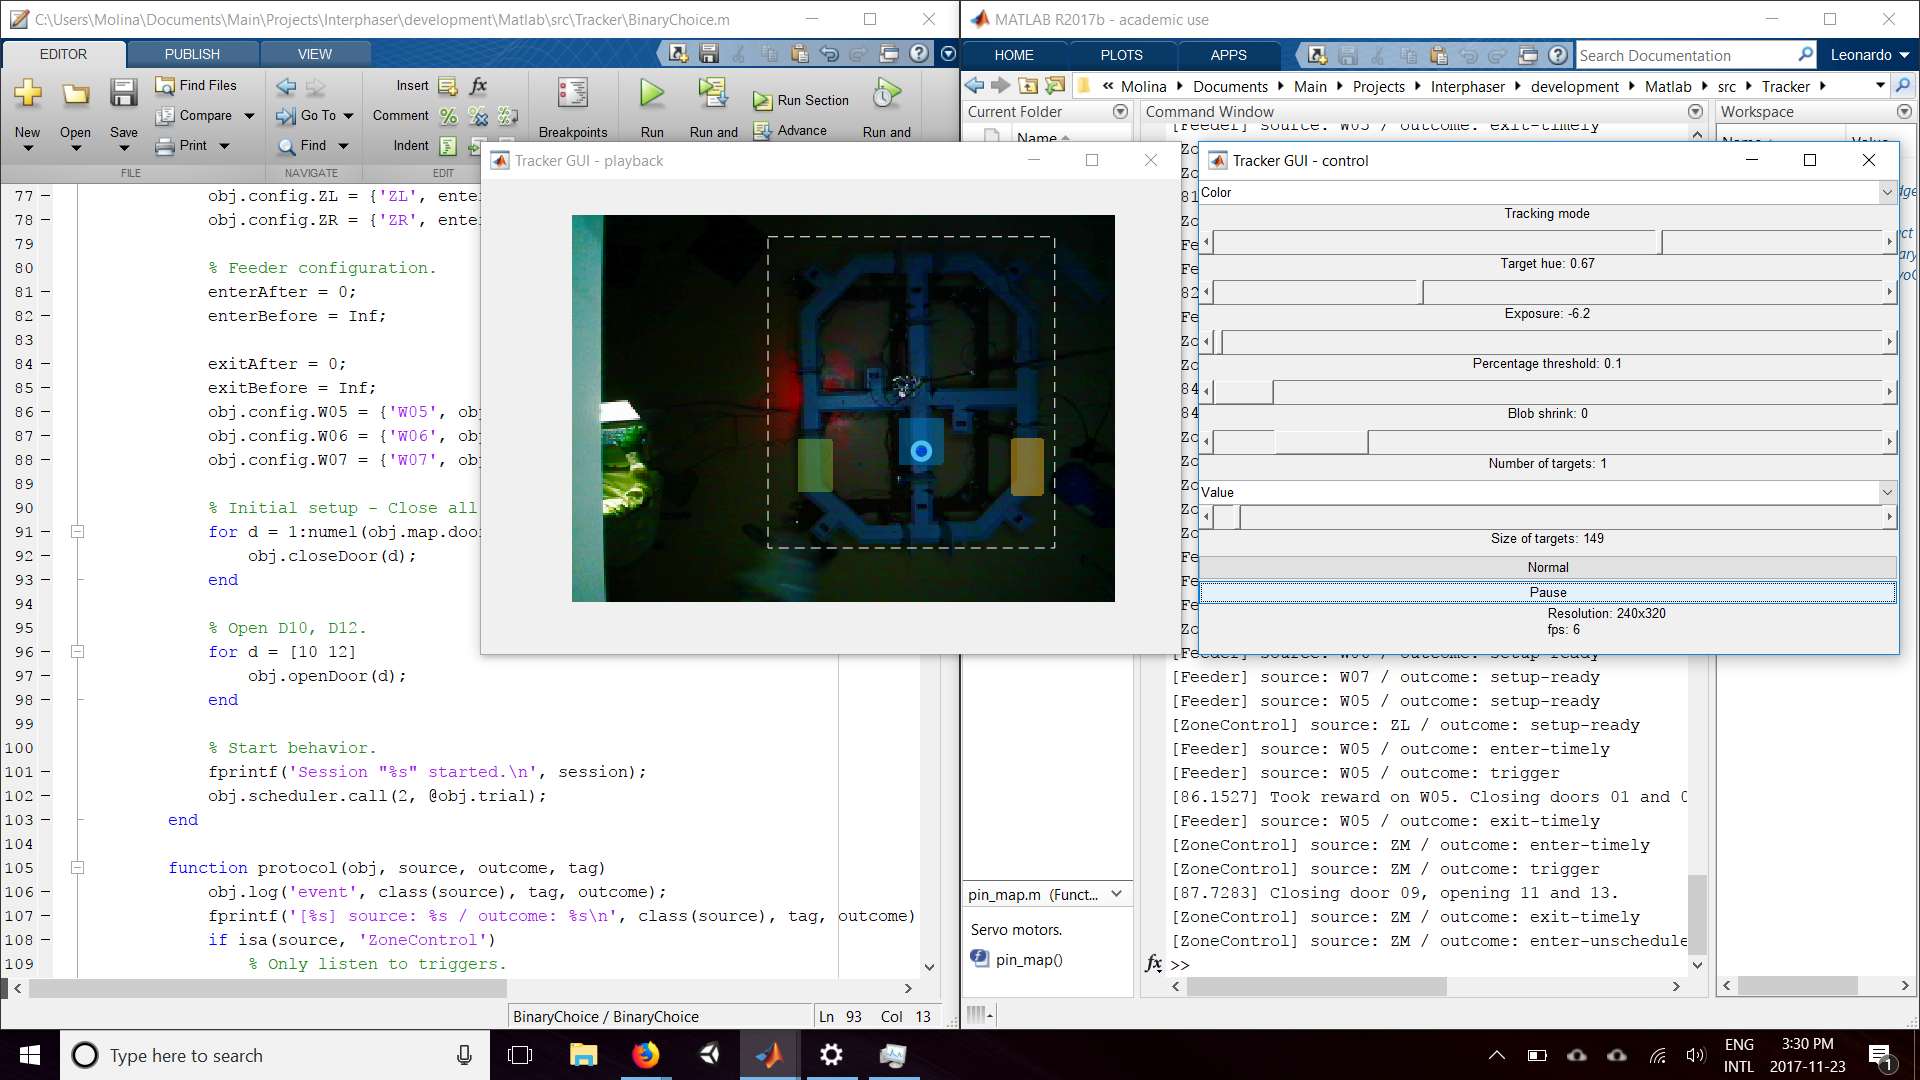 C:\Users\Molina\Documents\Main\Projects\Interphaser\development\Matlab\src\Tracker\BinaryChoice.m
EDITOR PUBLISH VIEW
New
Open
Save
Find Files
Compare
Print
FILE
Go To
Find
NAVIGATE
Insert
Comment
Indent
EDIT
Breakpoints
Run
Run and
Run Section
Advance
Run and
77 obj.config.ZL = {'ZL', ente
78 obj.config.ZR = {'ZR', ente
79
80 % Feeder configuration.
81 enterAfter = 0;
82 enterBefore = Inf;
83
84 exitAfter = 0;
85 exitBefore = Inf;
86 obj.config.W05 = {'W05', ob
87 obj.config.W06 = {'W06', ob
88 obj.config.W07 = {'W07', ob
89
90 % Initial setup - Close all
91 for d = 1:numel(obj.map.doo
92 obj.closeDoor(d);
93 end
94
95 % Open D10, D12.
96 for d = [10 12]
97 obj.openDoor(d);
98 end
99
100 % Start behavior.
101 fprintf('Session "%s" started.\n', session);
102 obj.scheduler.call(2, @obj.trial);
103 end
104
105 function protocol(obj, source, outcome, tag)
106 obj.log('event', class(source), tag, outcome);
107 fprintf('[%s] source: %s / outcome: %s\n', class(source), tag, outcome)
108 if isa(source, 'ZoneControl')
109 % Only listen to triggers.
BinaryChoice / BinaryChoice
Ln 93 Col 13
Tracker GUI - playback
MATLAB R2017b - academic use
HOME PLOTS APPS
Search Documentation
Leonardo
« Molina Documents Main Projects Interphaser development Matlab src Tracker
Current Folder
Name
Command Window
Workspace
[Feeder] source: W05 / outcome: exit-timely
Tracker GUI - control
Color
Tracking mode
Target hue: 0.67
Exposure: -6.2
Percentage threshold: 0.1
Blob shrink: 0
Number of targets: 1
Value
Size of targets: 149
Normal
Pause
Resolution: 240x320
fps: 6
[Feeder] source: W07 / outcome: setup-ready
[Feeder] source: W05 / outcome: setup-ready
[ZoneControl] source: ZL / outcome: setup-ready
[Feeder] source: W05 / outcome: enter-timely
[Feeder] source: W05 / outcome: trigger
[86.1527] Took reward on W05. Closing doors 01 and 0
[Feeder] source: W05 / outcome: exit-timely
[ZoneControl] source: ZM / outcome: enter-timely
[ZoneControl] source: ZM / outcome: trigger
[87.7283] Closing door 09, opening 11 and 13.
[ZoneControl] source: ZM / outcome: exit-timely
[ZoneControl] source: ZM / outcome: enter-unschedule
fx >>
pin_map.m (Funct...
Servo motors.
pin_map()
Type here to search
ENG
INTL
3:30 PM
2017-11-23
1